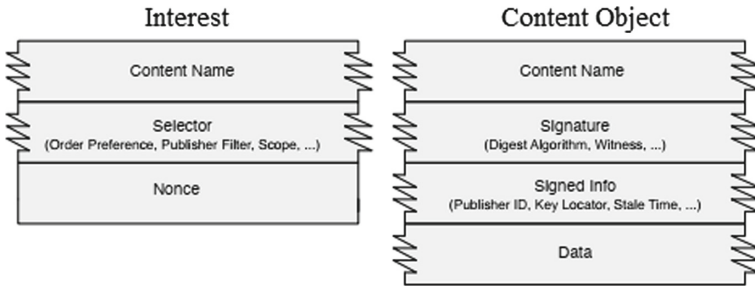 Interest
Content Name
Selector
(Order Preference, Publisher Filter, Scope, ...)
Nonce
Content Object
Content Name
Signature
(Digest Algorithm, Witness, ...)
Signed Info
(Publisher ID, Key Locator, Stale Time, ...)
Data